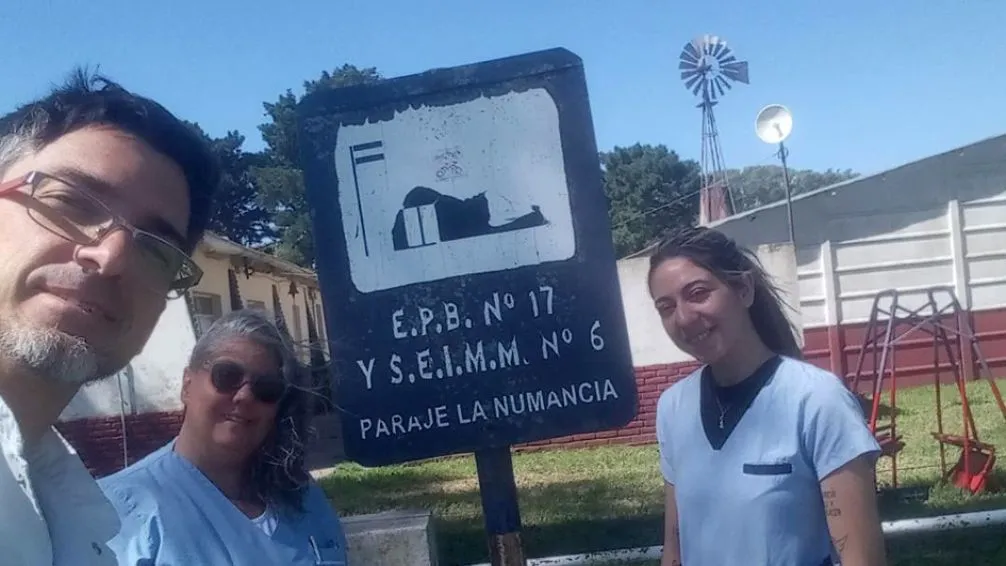 E.P.B. Nº 17
Y S.E.I.M.M. Nº 6
PARAJE LA NUMANCIA